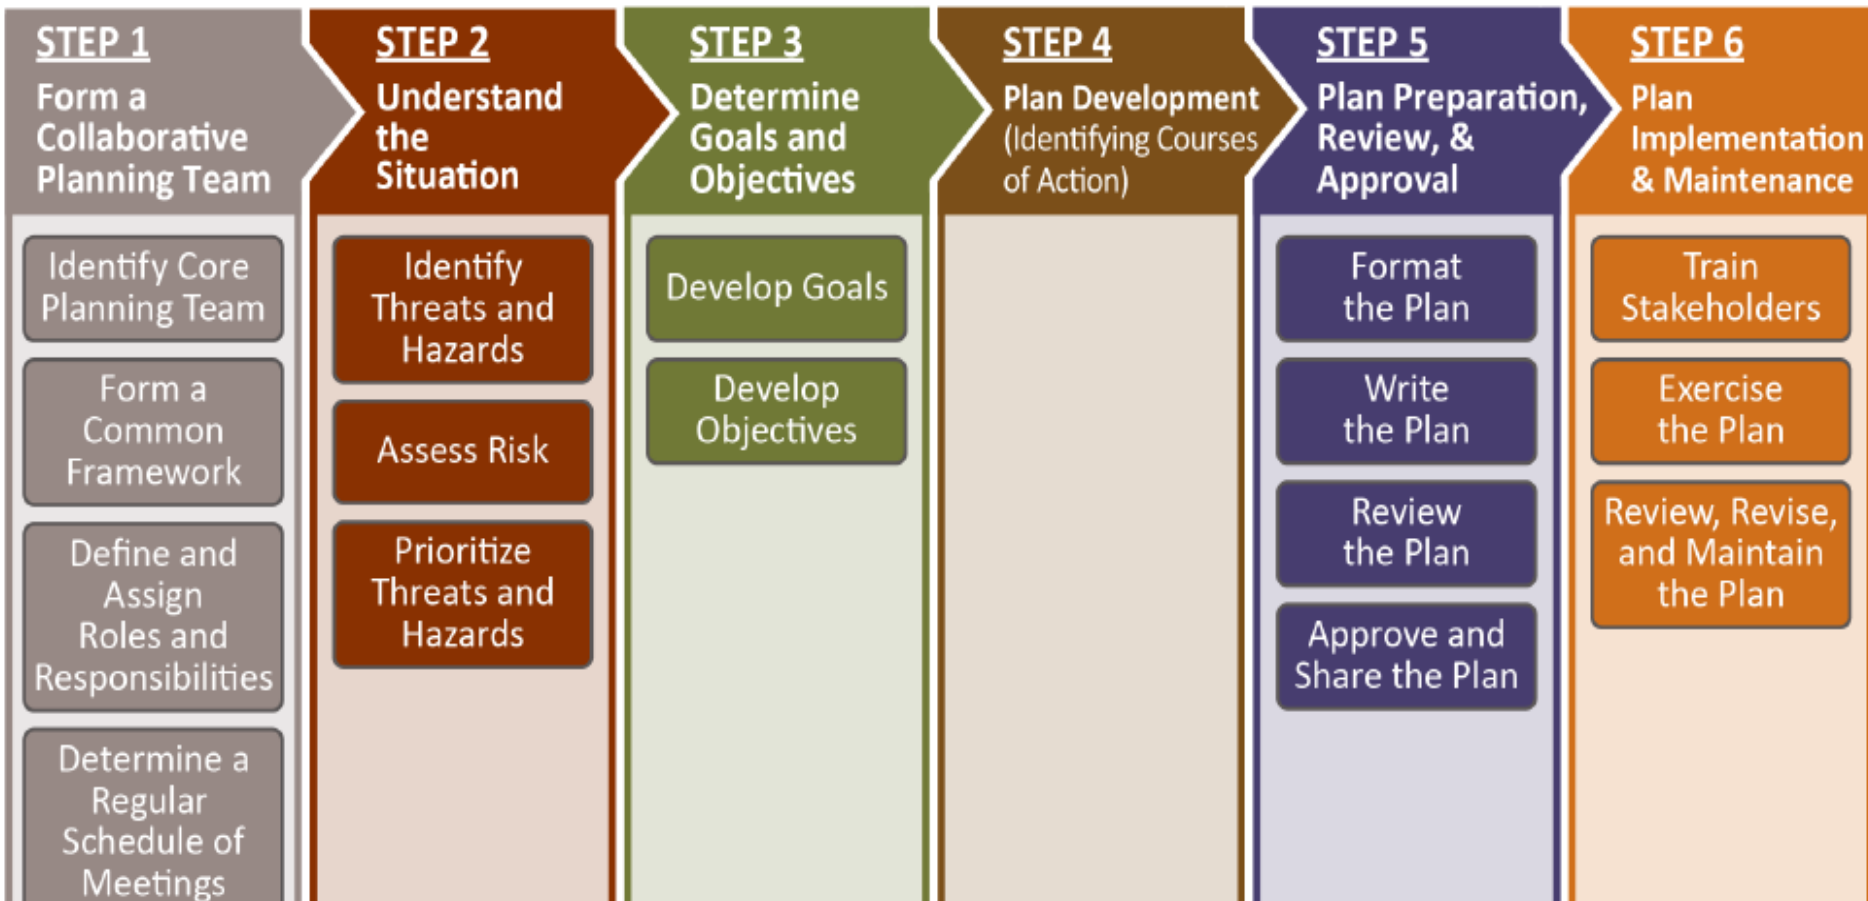 STEP 1
Form a
Collaborative
Planning Team
Identify Core
Planning Team
Form a
Common
Framework
Define and
Assign
Roles and
Responsibilities
Determine a
Regular
Schedule of
Meetings
STEP 2
Understand
the
Situation
Identify
Threats and
Hazards
Assess Risk
Prioritize
Threats and
Hazards
STEP 3
Determine
Goals and
Objectives
Develop Goals
Develop
Objectives
STEP 4
Plan Development
(Identifying Courses
of Action)
STEP 5
Plan Preparation,
Review, &
Approval
Format
the Plan
Write
the Plan
Review
the Plan
Approve and
Share the Plan
STEP 6
Plan
Implementation
& Maintenance
Train
Stakeholders
Exercise
the Plan
Review, Revise,
and Maintain
the Plan